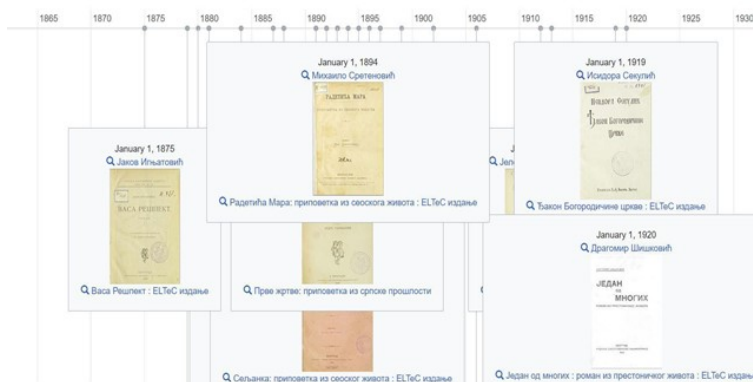 1865 1870 1875 1880 1885 1890 1895 1900 1905 1910 1915 1920 1925 1930
January 1, 1894
Михаило Сретеновић
РАДЕТИЋА МАРА
Радетића Мара: приповетка из сеоскога живота : ELTeC издање
January 1, 1919
Исидора Секулић
Ђакон Богородичине цркве : ELTeC издање
January 1, 1875
Јаков Игњатовић
ВАСА РЕШПЕКТ
Васа Решпект : ELTeC издање
Прве жртве: приповетка из српске прошлости
Сељанка: приповетка из сеоског живота : ELTeC издање
January 1, 1920
Драгомир Шишковић
ЈЕДАН
ИЗ
МНОГИХ
Један од многих : роман из престоничког живота : ELTeC издање